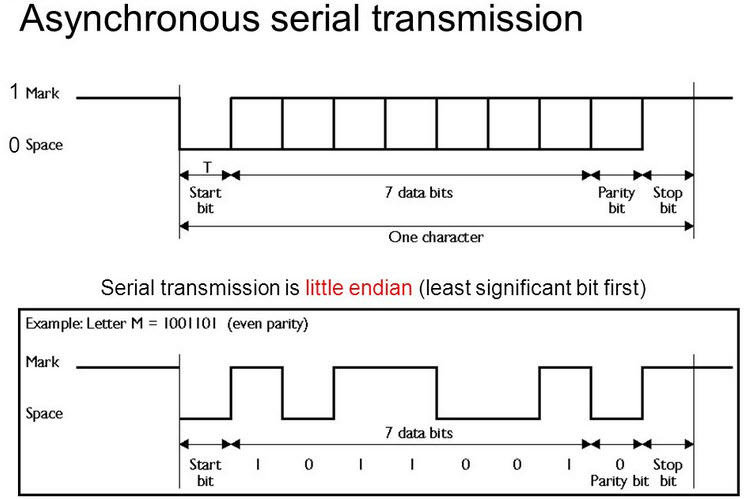 Asynchronous serial transmission
1 Mark
0 Space
T
Start bit
7 data bits
Parity bit
Stop bit
One character
Serial transmission is little endian (least significant bit first)
Example: Letter M = 1001101 (even parity)
Mark
Space
7 data bits
Start bit
1 0 1 1 0 0 1 0
Parity bit
Stop bit